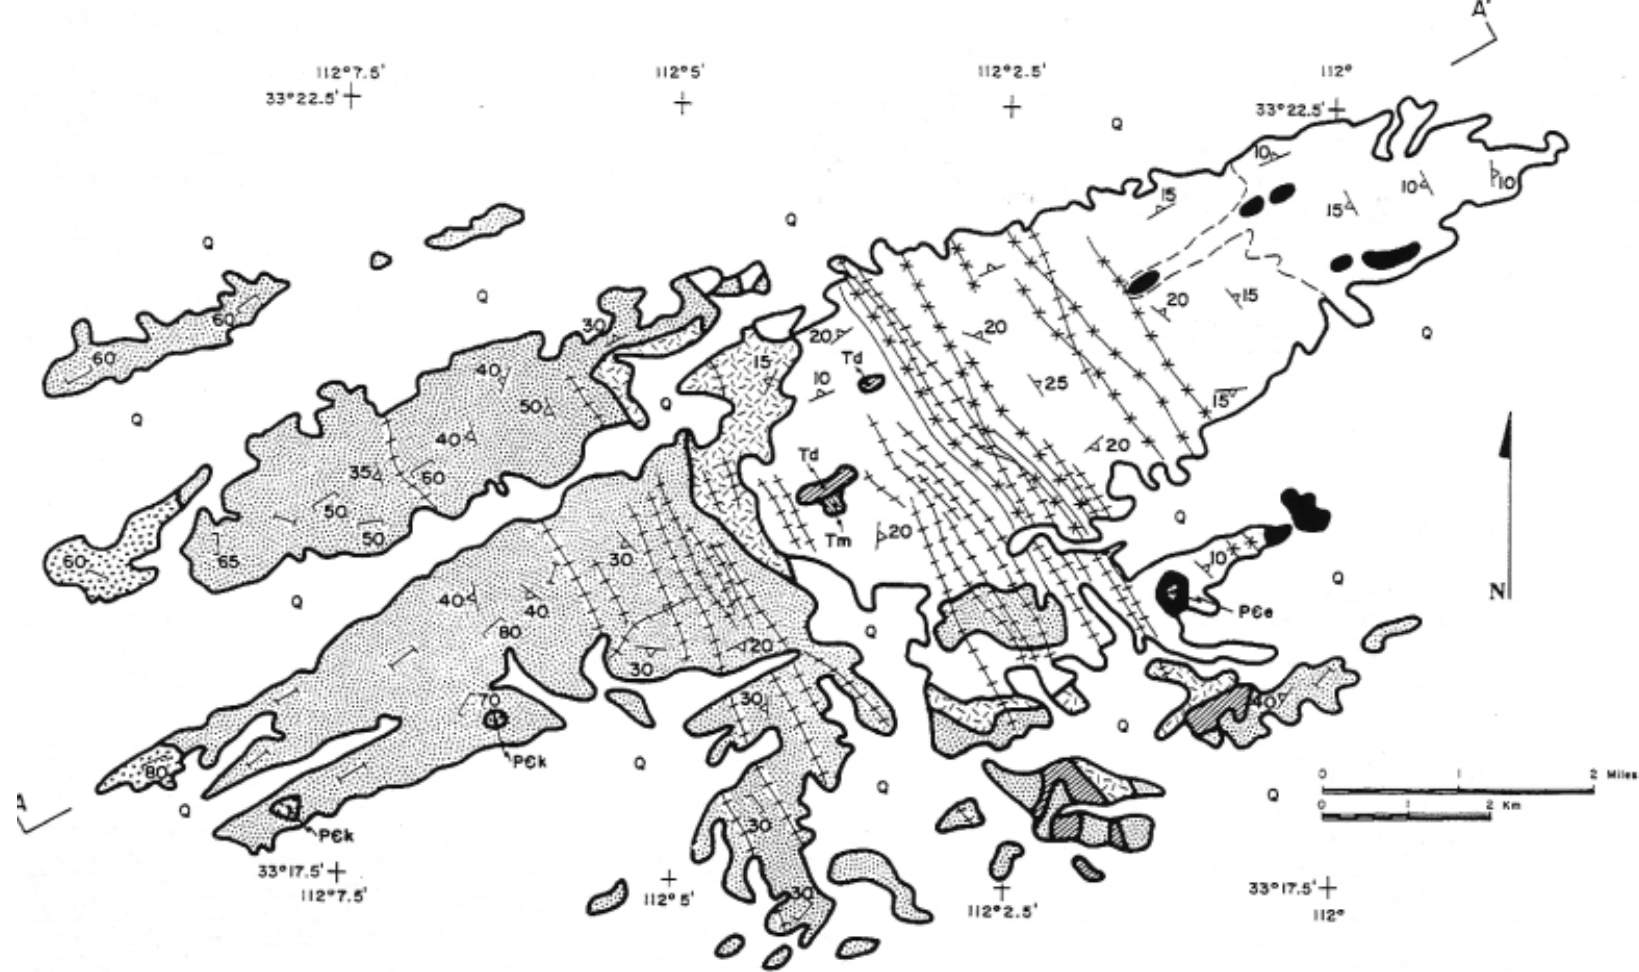 A'
112°7.5' 112°5' 112°2.5' 112°
33°22.5' 33°22.5'
Q
10
15 10 10
15
Q
Q
Q
60 30 20 15
20 20
Td
60 40 15 10 25 15
50 Q
Q
40 20
Td
35 60
50 Q
50 Tm 20
60 65 30 10
Q 40 40 Q
N
PЄe
80 Q
20
30
70 30 40
Q
PЄk
80 Q
0 1 2 Miles
A
Q Q
0 1 2 Km
Q
30
PЄk
33°17.5'
112°7.5' 112°5' 112°2.5' 33°17.5'
112°
30